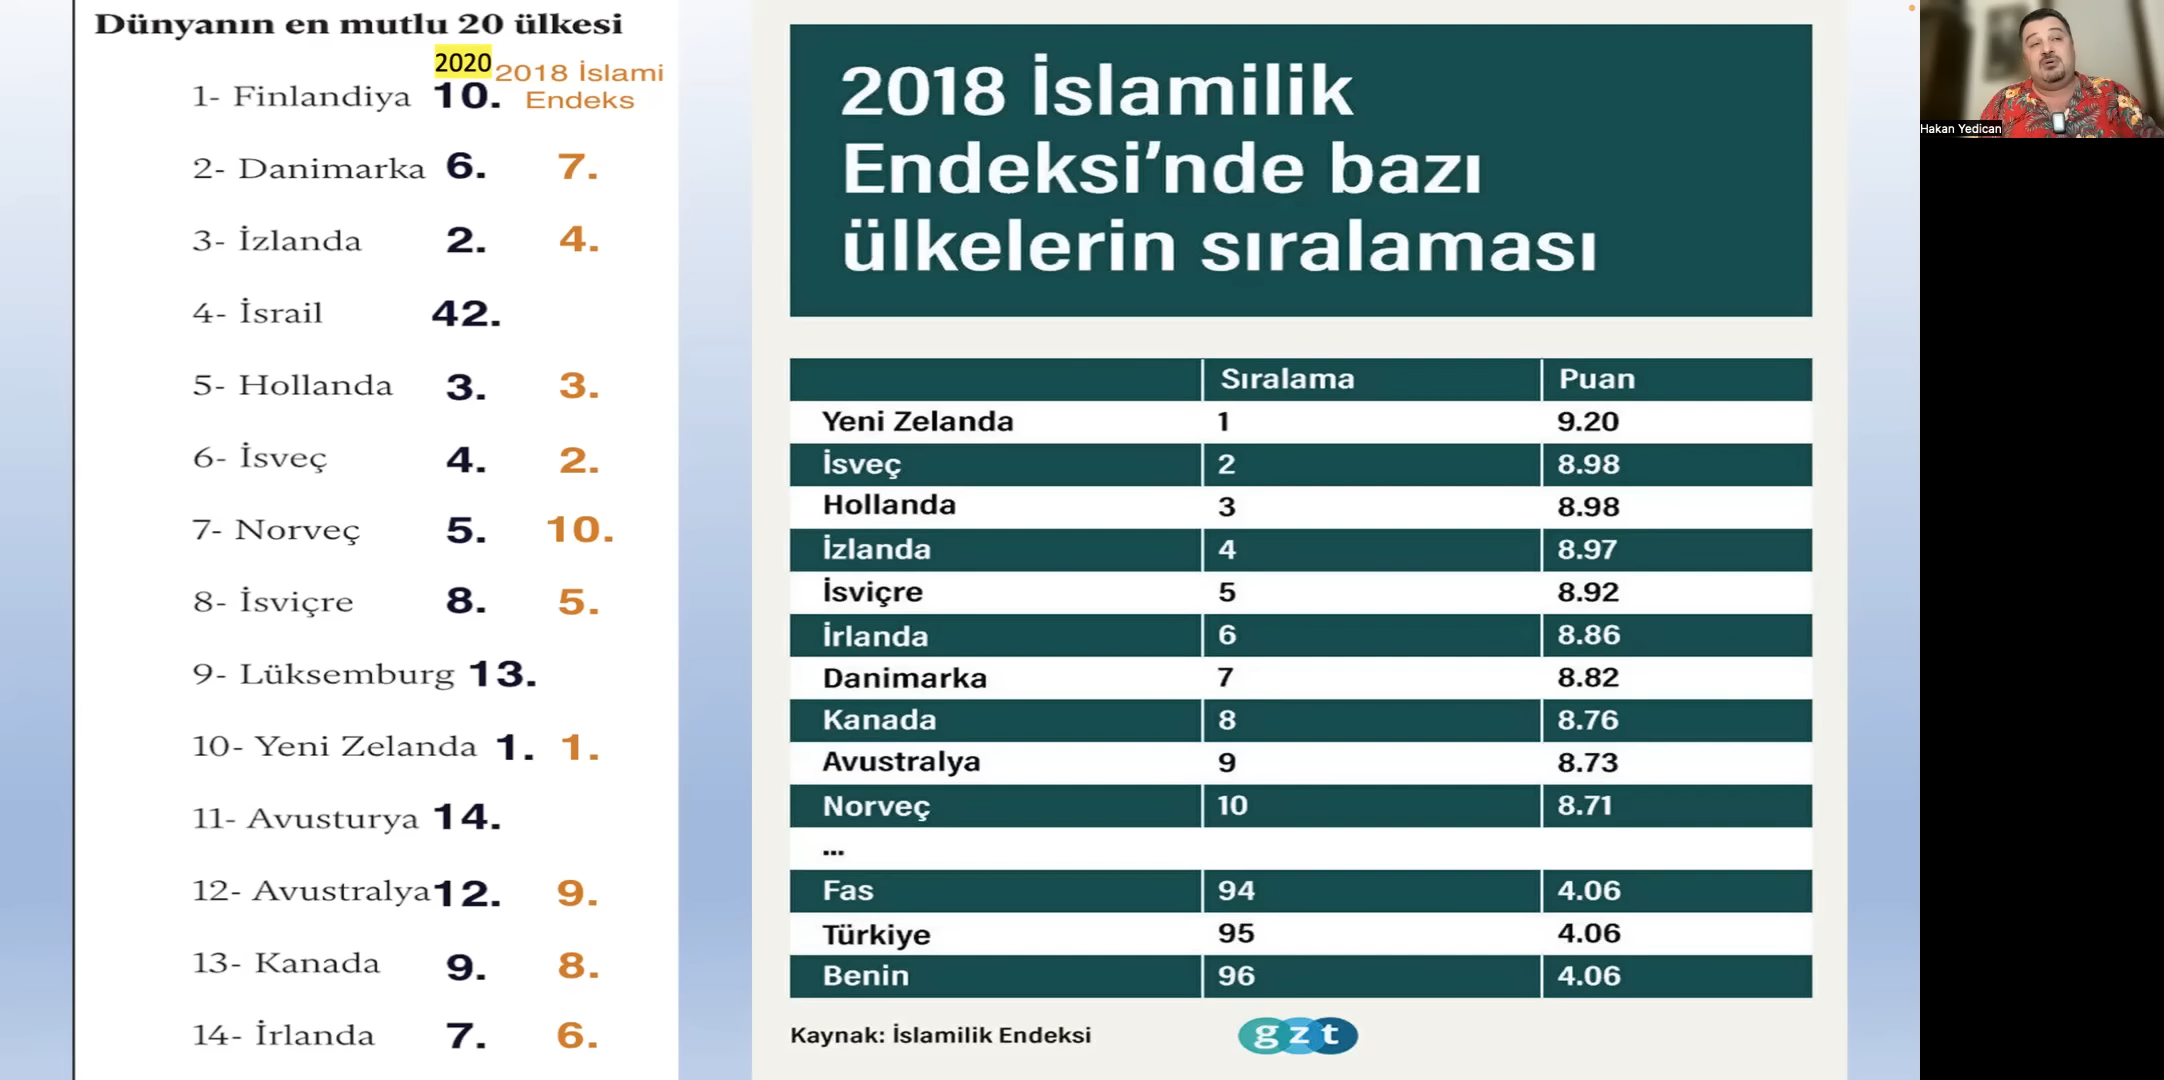 Dünyanın en mutlu 20 ülkesi
2020 2018 İslami
Endeks
1- Finlandiya 10.
2- Danimarka 6. 7.
3- İzlanda 2. 4.
4- İsrail 42.
5- Hollanda 3. 3.
6- İsveç 4. 2.
7- Norveç 5. 10.
8- İsviçre 8. 5.
9- Lüksemburg 13.
10- Yeni Zelanda 1. 1.
11- Avusturya 14.
12- Avustralya 12. 9.
13- Kanada 9. 8.
14- İrlanda 7. 6.
2018 İslamilik
Endeksi'nde bazı
ülkelerin sıralaması
Sıralama Puan
Yeni Zelanda 1 9.20
İsveç 2 8.98
Hollanda 3 8.98
İzlanda 4 8.97
İsviçre 5 8.92
İrlanda 6 8.86
Danimarka 7 8.82
Kanada 8 8.76
Avustralya 9 8.73
Norveç 10 8.71
...
Fas 94 4.06
Türkiye 95 4.06
Benin 96 4.06
Kaynak: İslamilik Endeksi
gzt
Hakan Yedican